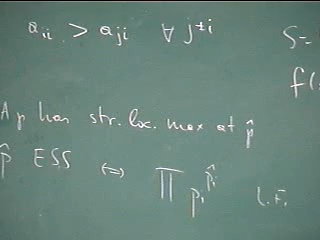 a_ii > a_ji ∀ j≠i
S=
f(
A p has str. loc. max at p̂
p̂ ESS ⇔ ∏ p_i^p̂_i L.F.